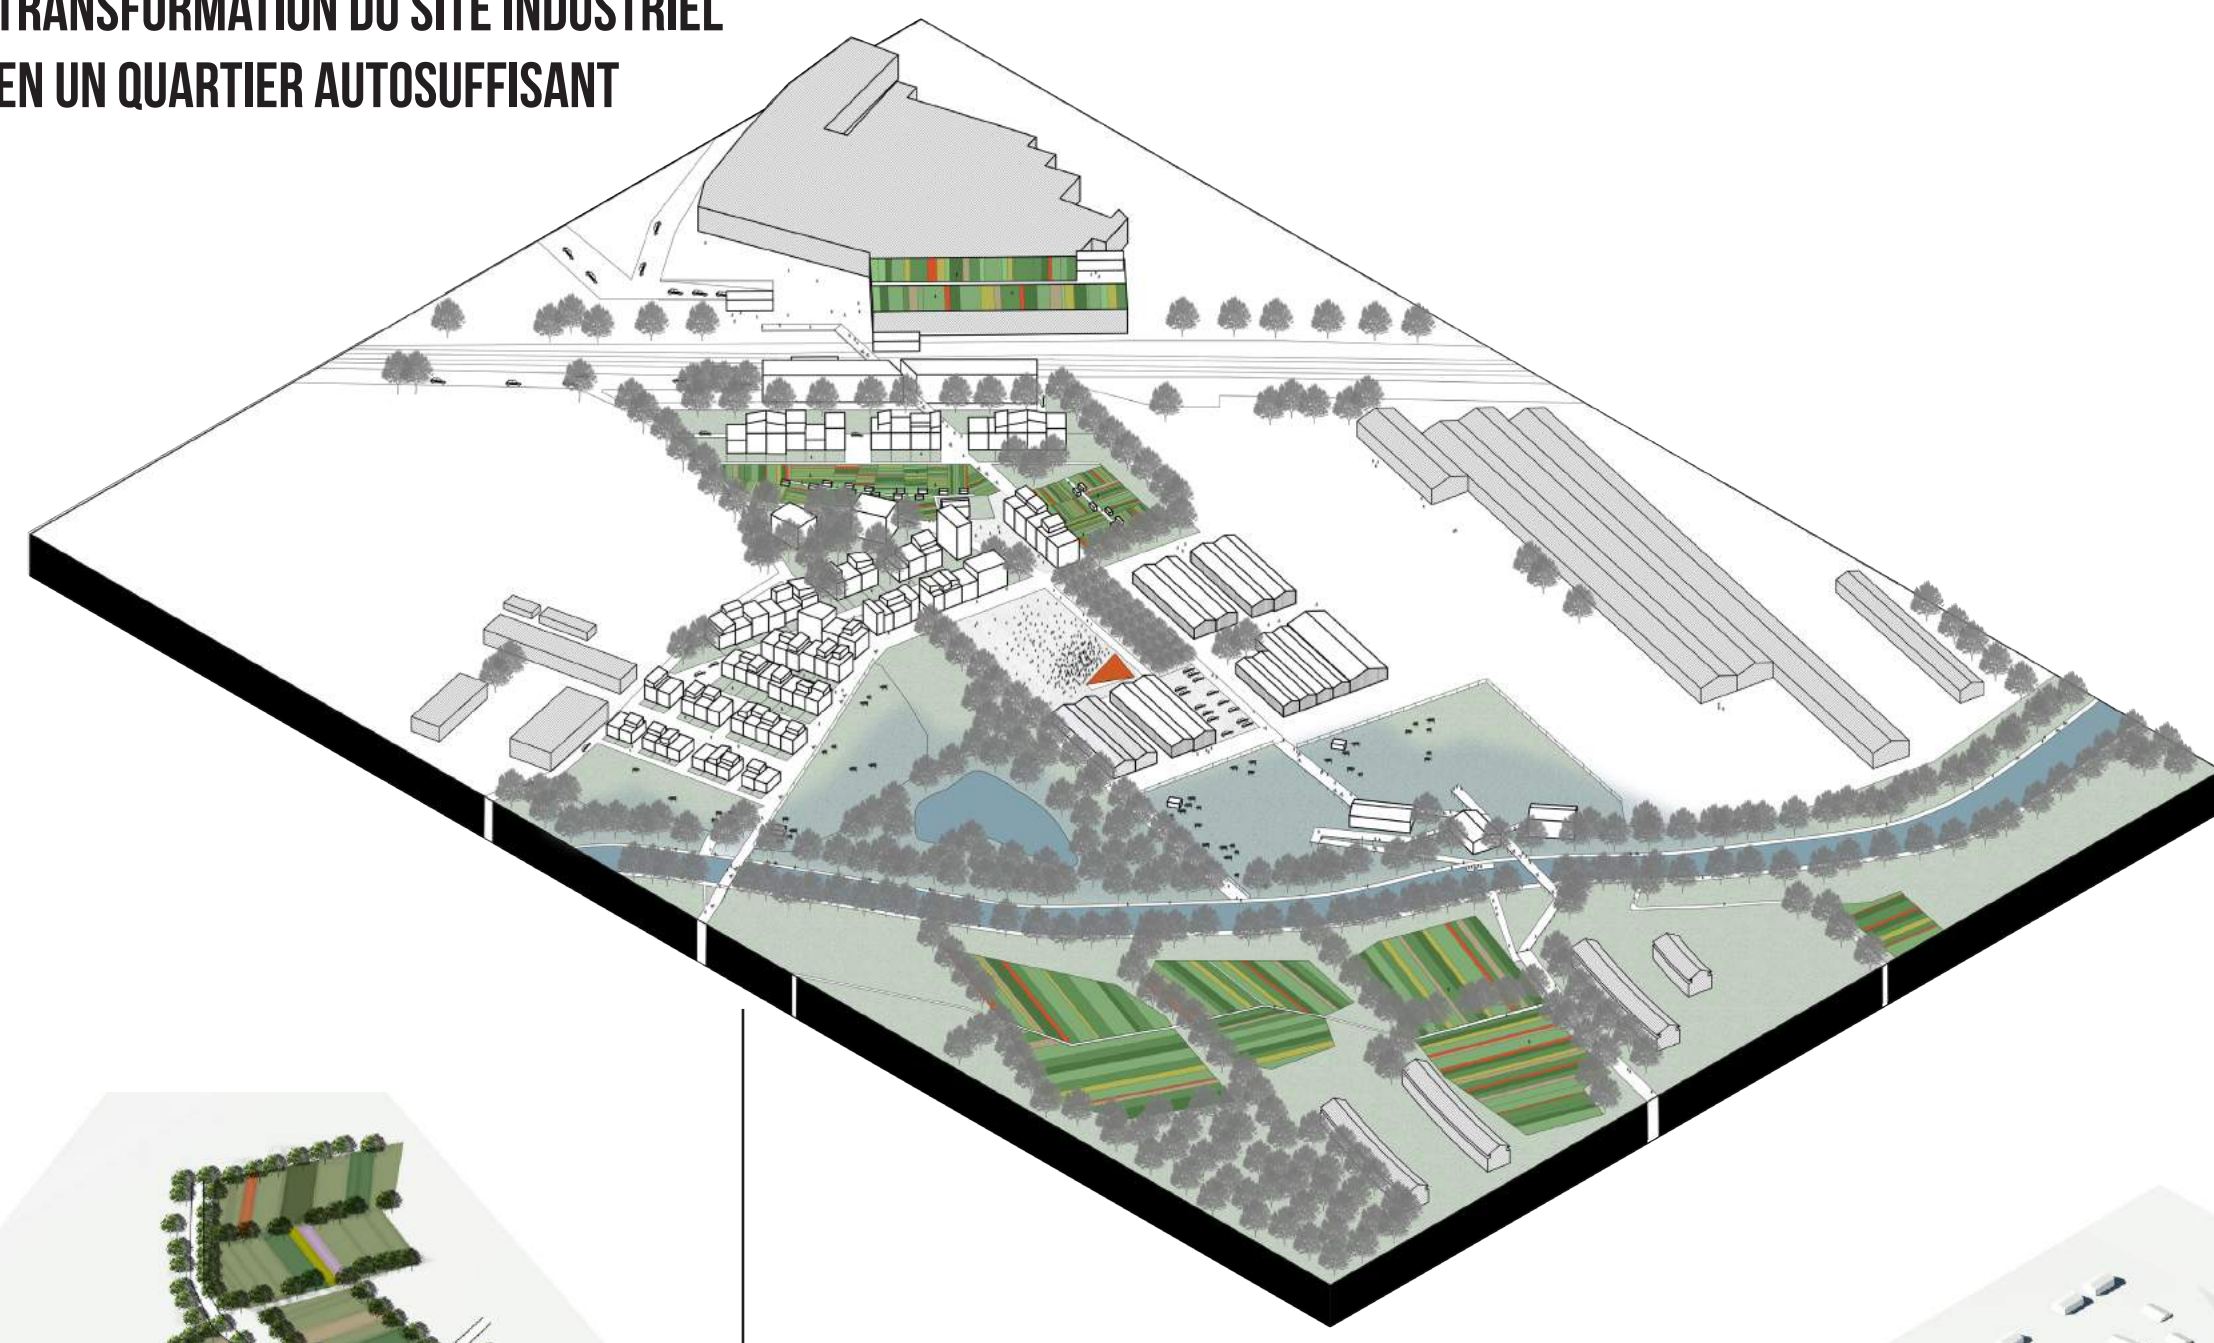 TRANSFORMATION DU SITE INDUSTRIEL
EN UN QUARTIER AUTOSUFFISANT